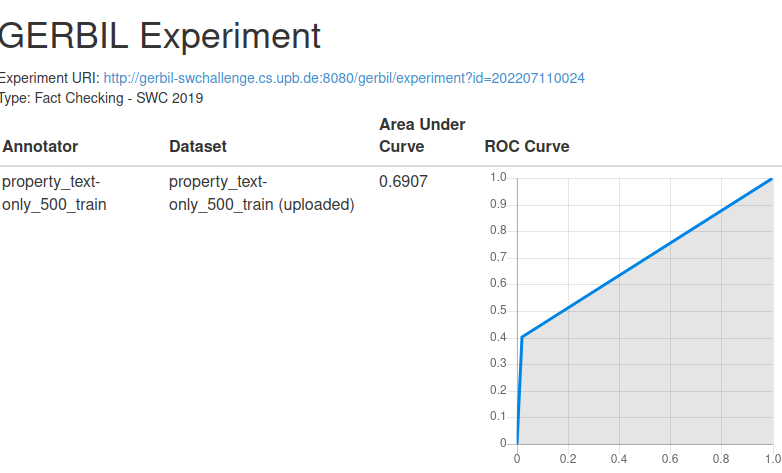 GERBIL Experiment
Experiment URI: http://gerbil-swchallenge.cs.upb.de:8080/gerbil/experiment?id=202207110024
Type: Fact Checking - SWC 2019
Annotator
Dataset
Area Under
Curve
ROC Curve
property_text-
only_500_train
property_text-
only_500_train (uploaded)
0.6907
1.0
0.9
0.8
0.7
0.6
0.5
0.4
0.3
0.2
0.1
0
0 0.2 0.4 0.6 0.8 1.0